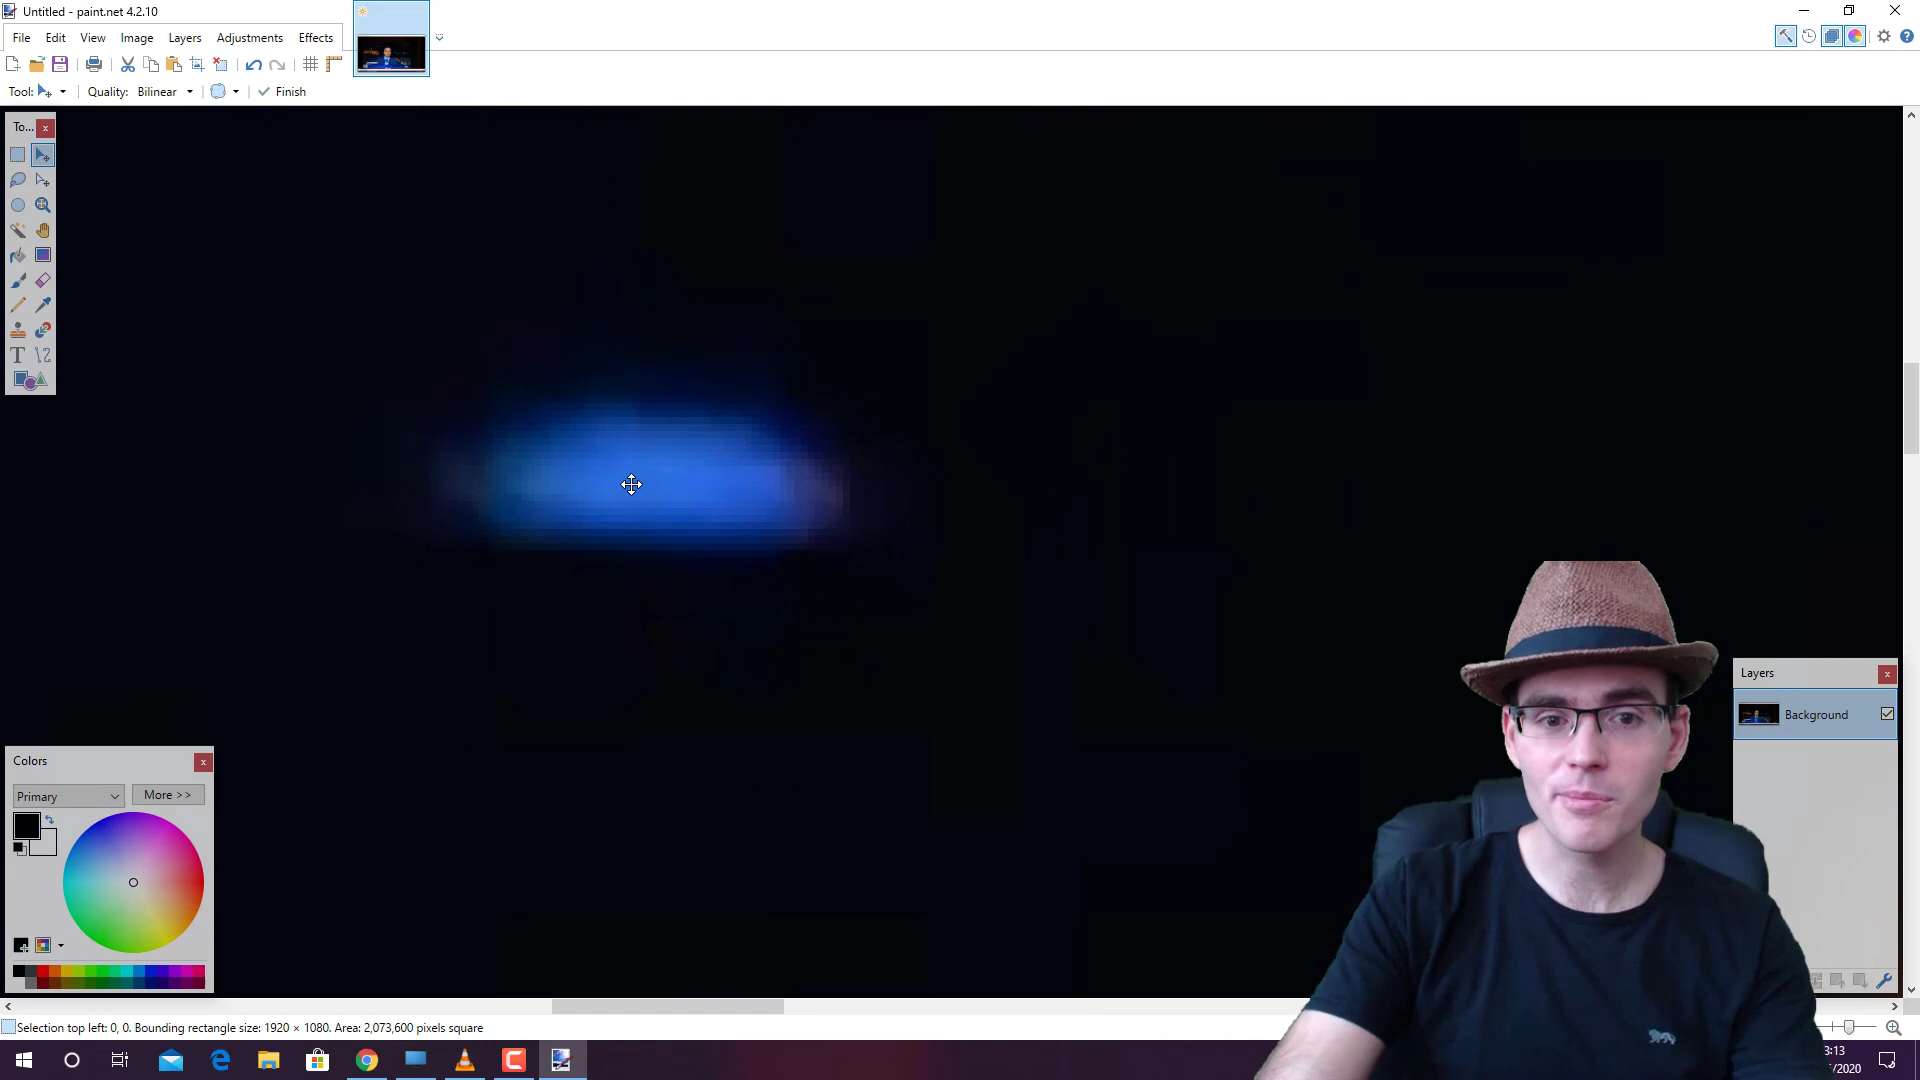 Untitled - paint.net 4.2.10
File Edit View Image Layers Adjustments Effects
Tool: Quality: Bilinear Finish
To...
Layers
Background
Colors
Primary More >>
Selection top left: 0, 0. Bounding rectangle size: 1920 × 1080. Area: 2,073,600 pixels square
3:13
/2020